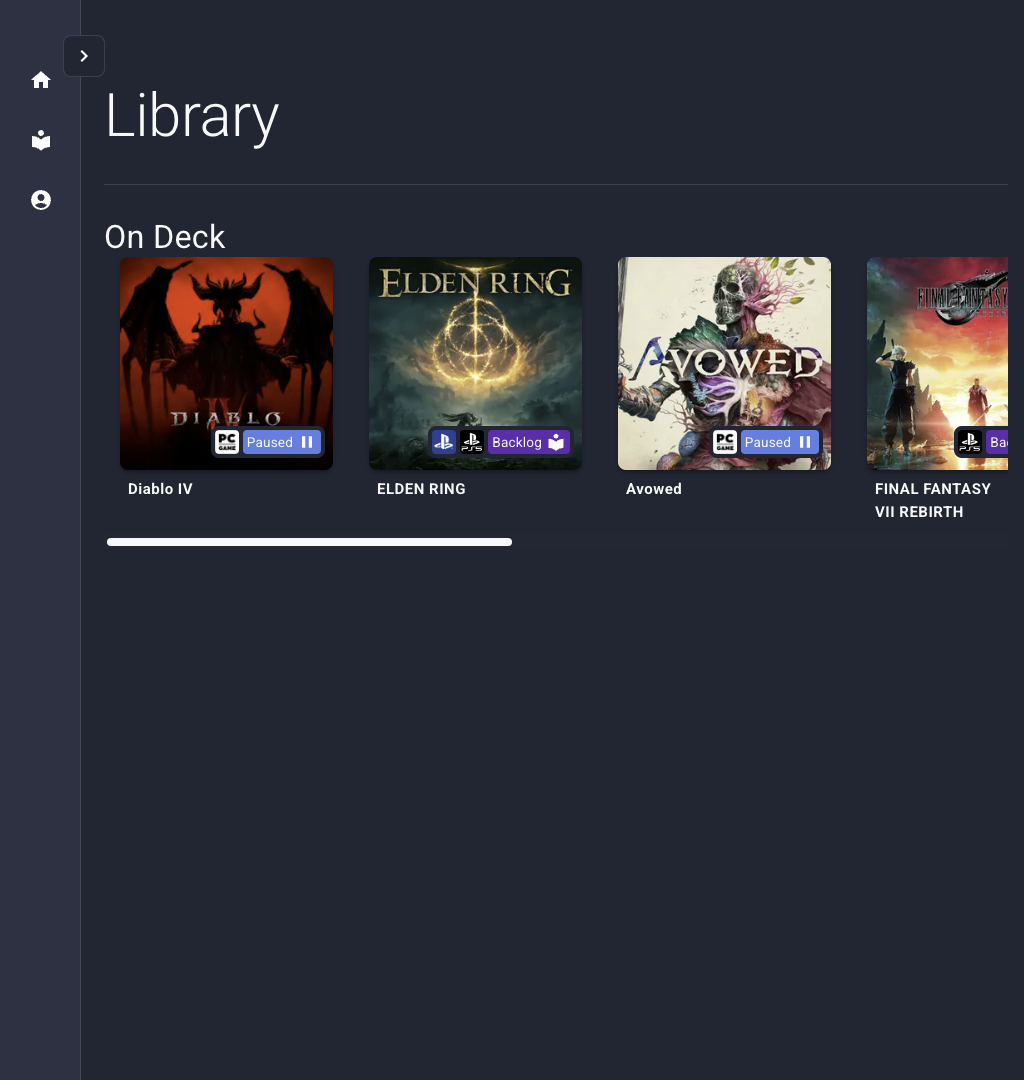 Library
On Deck
DIABLO
PC
GAME
Paused
Diablo IV
ELDEN RING
PS5
Backlog
ELDEN RING
AVOWED
PC
GAME
Paused
Avowed
FINAL FANTASY
PS5
FINAL FANTASY
VII REBIRTH